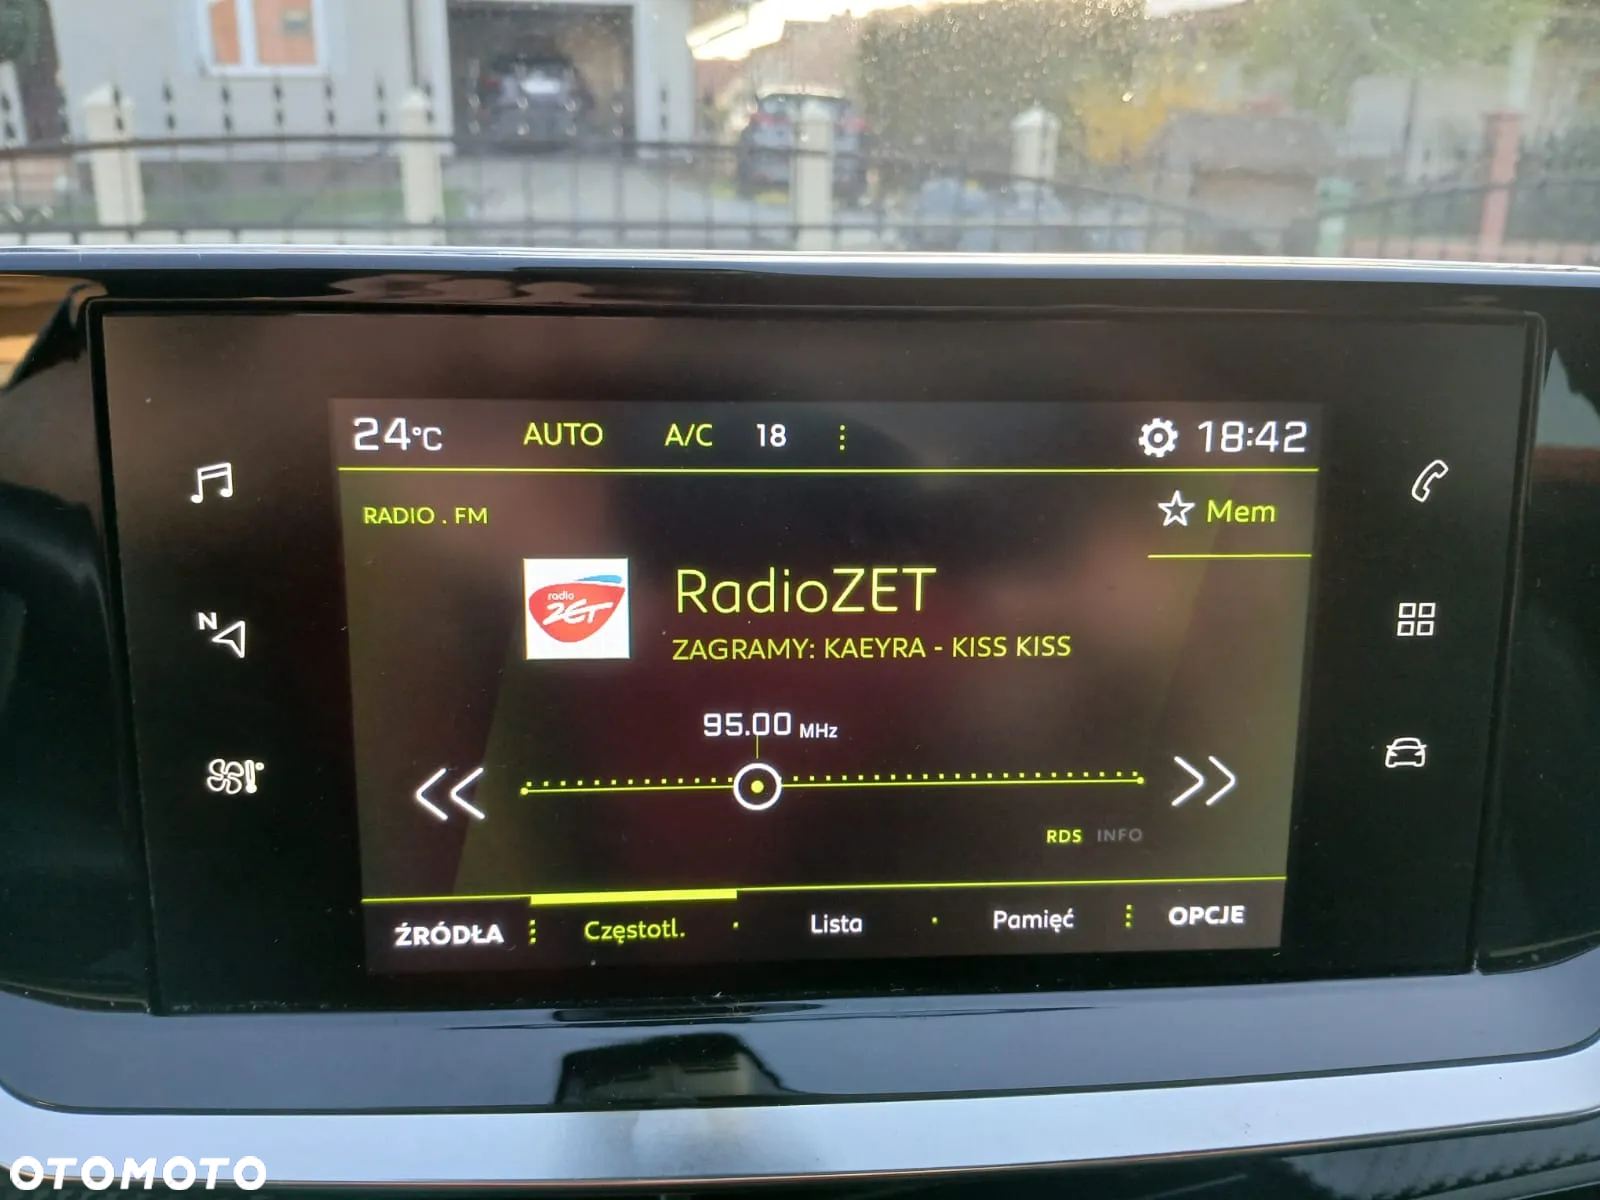 24°C AUTO A/C 18 18:42
RADIO . FM
Mem
radio
ZET
RadioZET
ZAGRAMY: KAEYRA - KISS KISS
95.00 MHz
N
RDS INFO
ŹRÓDŁA Częstotl. Lista Pamięć OPCJE
OTOMOTO